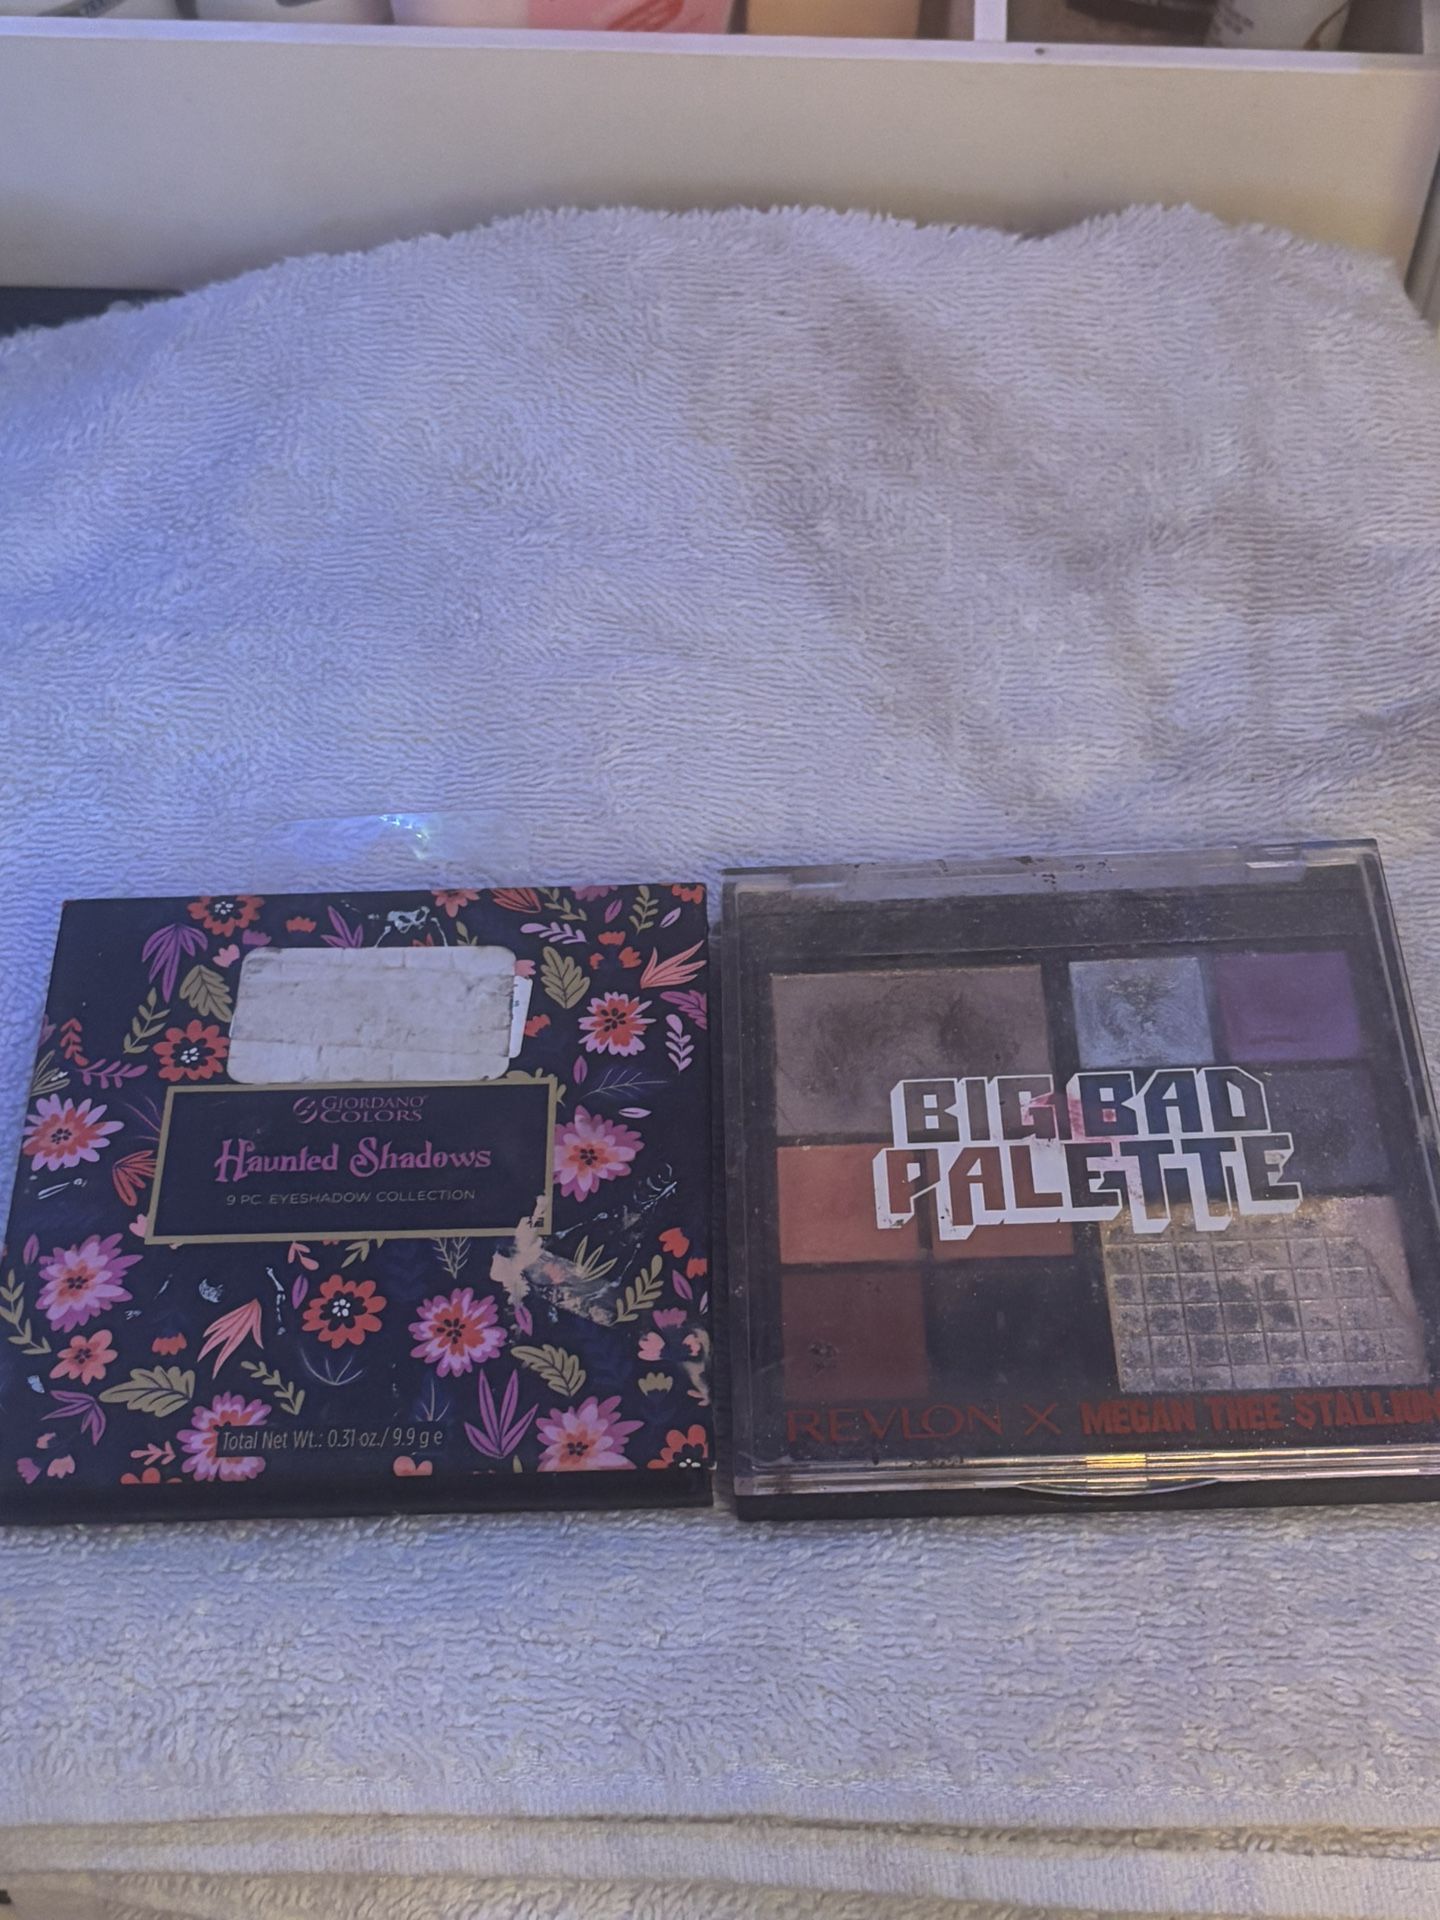 GIORDANO
COLORS
Haunted Shadows
9 PC. EYESHADOW COLLECTION
Total Net Wt.: 0.31 oz./ 9.9 g e
BIG BAD
PALETTE
REVLON X MEGAN THEE STALLION